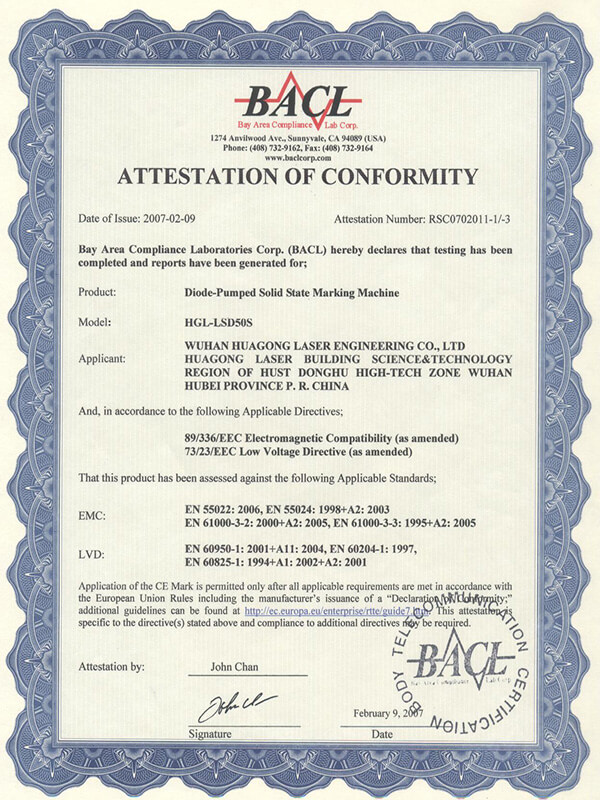 BACL
Bay Area Compliance Lab Corp.
1274 Anvilwood Ave., Sunnyvale, CA 94089 (USA)
Phone: (408) 732-9162, Fax: (408) 732-9164
www.baclcorp.com
ATTESTATION OF CONFORMITY
Date of Issue: 2007-02-09 Attestation Number: RSC0702011-1/-3
Bay Area Compliance Laboratories Corp. (BACL) hereby declares that testing has been
completed and reports have been generated for;
Product: Diode-Pumped Solid State Marking Machine
Model: HGL-LSD50S
Applicant: WUHAN HUAGONG LASER ENGINEERING CO., LTD
HUAGONG LASER BUILDING SCIENCE&TECHNOLOGY
REGION OF HUST DONGHU HIGH-TECH ZONE WUHAN
HUBEI PROVINCE P. R. CHINA
And, in accordance to the following Applicable Directives;
89/336/EEC Electromagnetic Compatibility (as amended)
73/23/EEC Low Voltage Directive (as amended)
That this product has been assessed against the following Applicable Standards;
EMC: EN 55022: 2006, EN 55024: 1998+A2: 2003
EN 61000-3-2: 2000+A2: 2005, EN 61000-3-3: 1995+A2: 2005
LVD: EN 60950-1: 2001+A11: 2004, EN 60204-1: 1997,
EN 60825-1: 1994+A1: 2002+A2: 2001
Application of the CE Mark is permitted only after all applicable requirements are met in accordance with
the European Union Rules including the manufacturer's issuance of a "Declaration of Conformity;"
additional guidelines can be found at http://ec.europa.eu/enterprise/rtte/guide7.htm. This attestation is
specific to the directive(s) stated above and compliance to additional directives may be required.
Attestation by: John Chan
John Ch
February 9, 2007
Signature Date
BODY TELECOMMUNICATION CERTIFICATION
BACL
Bay Area Compliance Lab Corp